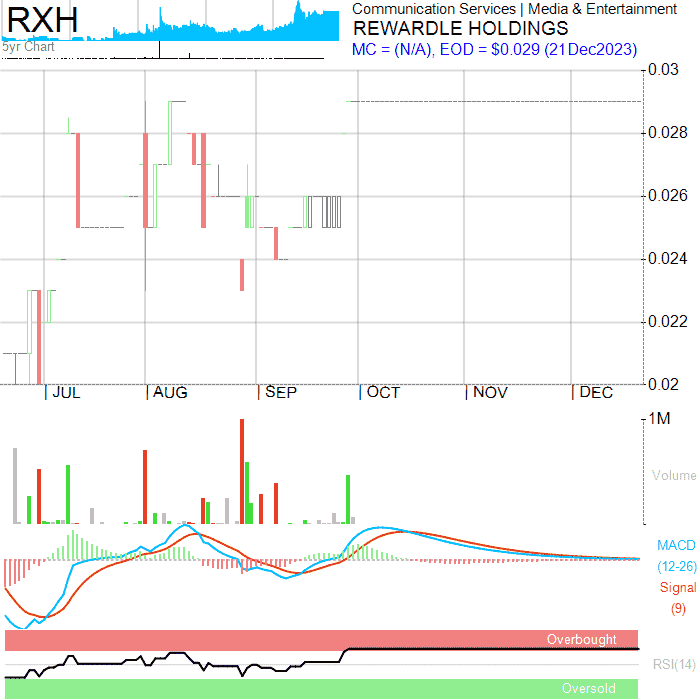 RXH
5yr Chart
Communication Services | Media & Entertainment
REWARDLE HOLDINGS
MC = (N/A), EOD = $0.029 (21Dec2023)
0.03
0.028
0.026
0.024
0.022
0.02
| JUL | AUG | SEP | OCT | NOV | DEC
1M
Volume
MACD
(12-26)
Signal
(9)
Overbought
RSI(14)
Oversold